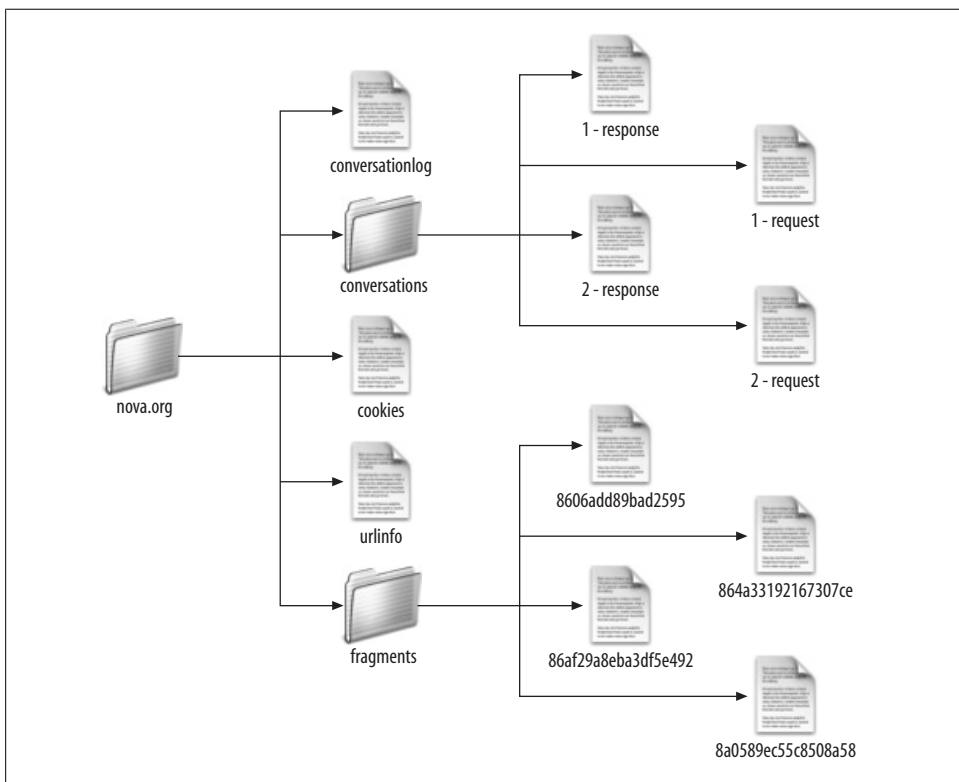 1 - response
conversationlog
1 - request
conversations
2 - response
2 - request
nova.org
cookies
8606add89bad2595
urlinfo
864a33192167307ce
fragments
86af29a8eba3df5e492
8a0589ec55c8508a58